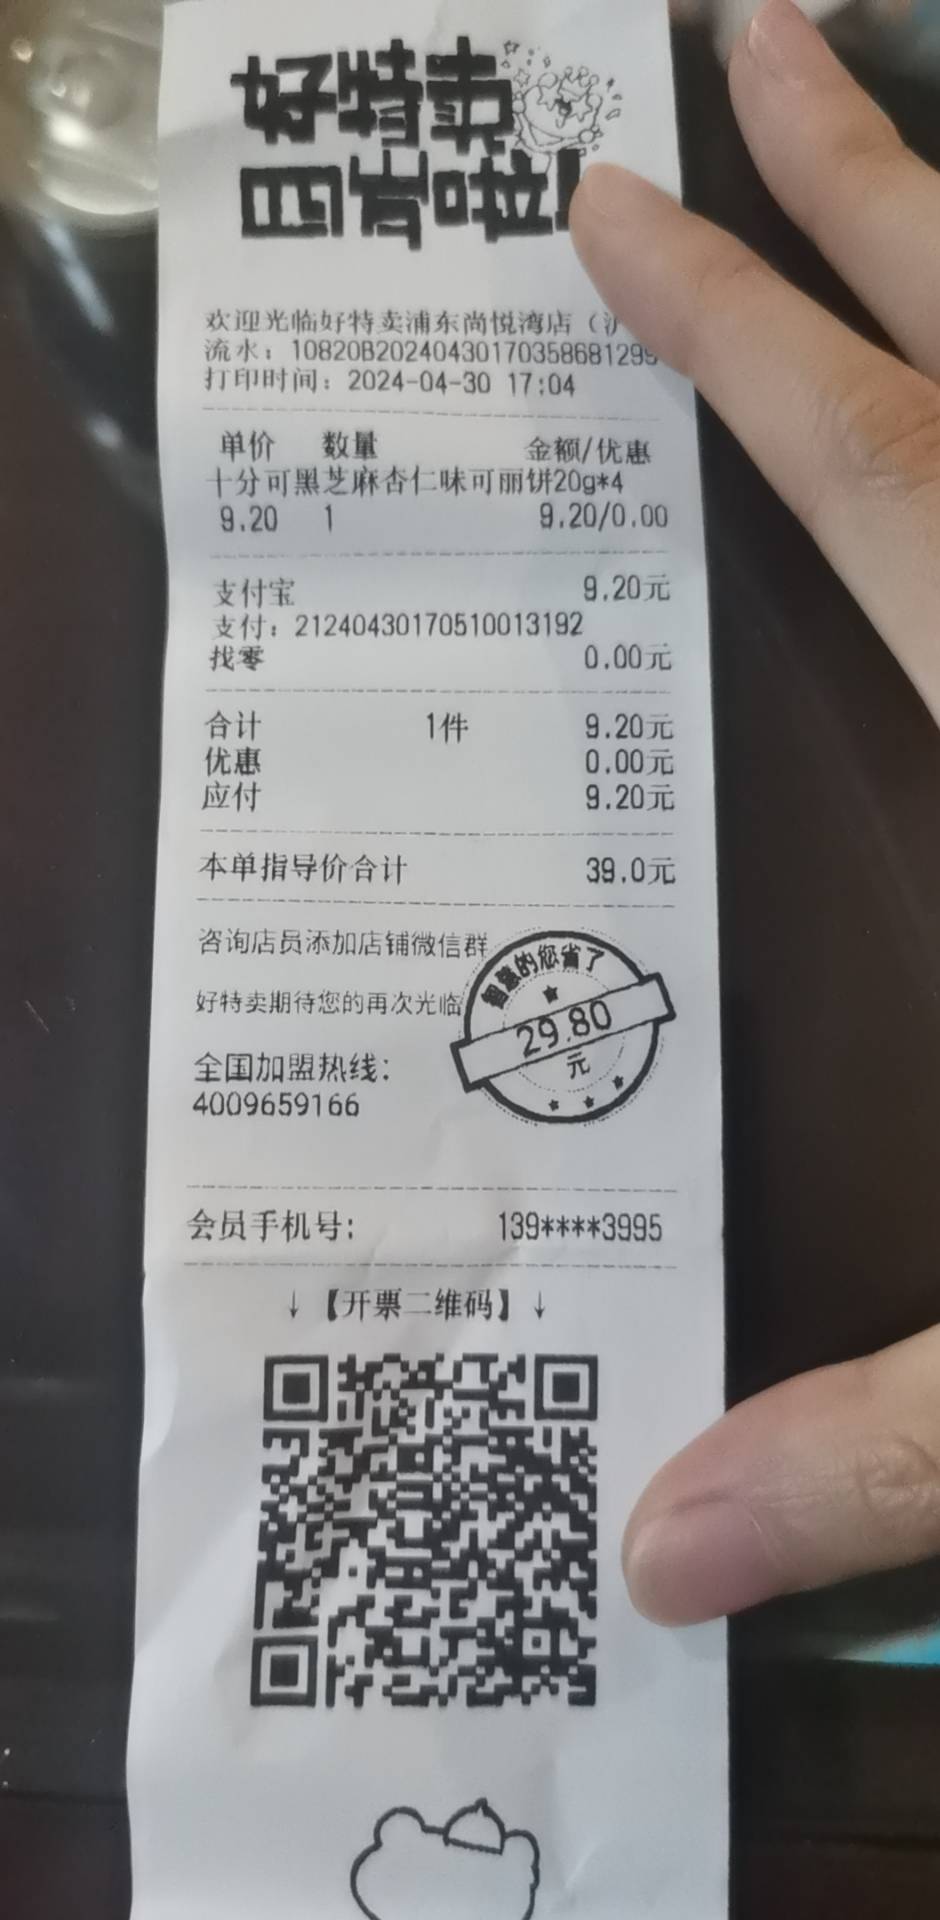 好特卖
欢迎光临好特卖浦东尚悦湾店（沪
流水：10820B20240430170358681295
打印时间：2024-04-30 17:04
单价 数量 金额/优惠
十分可黑芝麻杏仁味可丽饼20g*4
9.20 1 9.20/0.00
支付宝 9.20元
支付：21240430170510013192
找零 0.00元
合计 1件 9.20元
优惠 0.00元
应付 9.20元
本单指导价合计 39.0元
咨询店员添加店铺微信群
好特卖期待您的再次光临
智慧的您省了
29.80
元
全国加盟热线：
4009659166
会员手机号： 139****3995
↓【开票二维码】↓